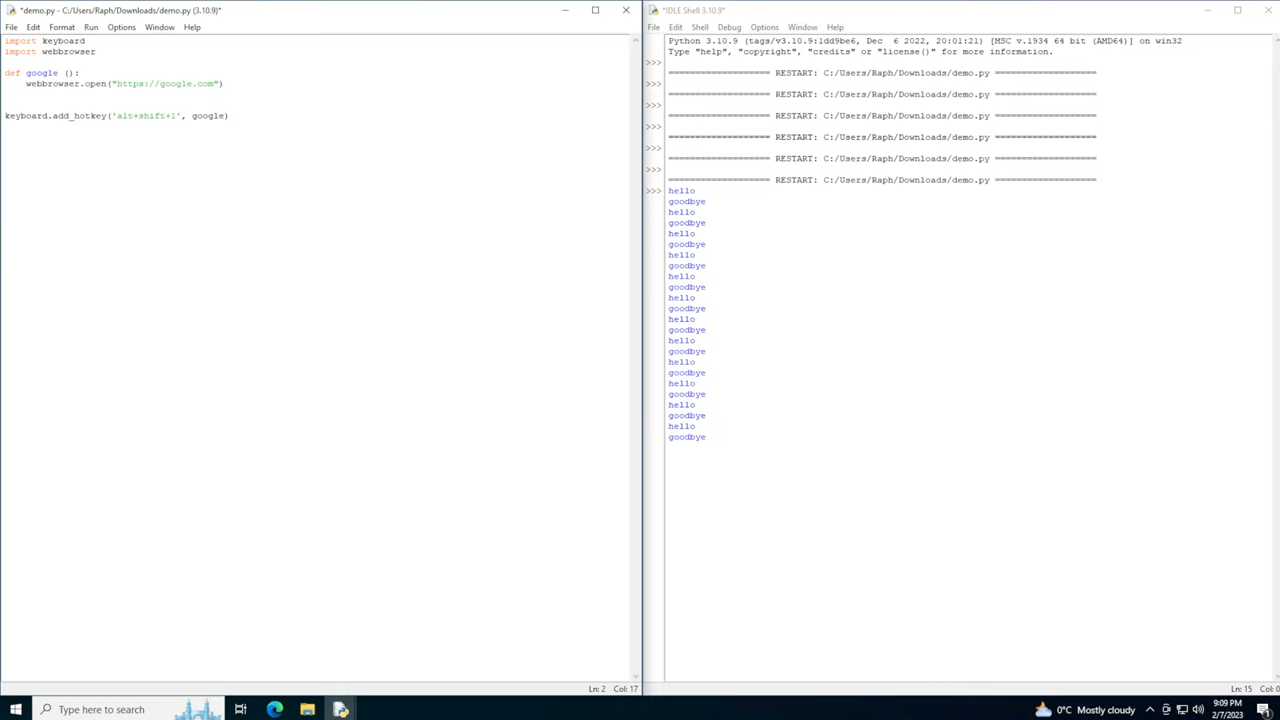 *demo.py - C:/Users/Raph/Downloads/demo.py (3.10.9)*
File Edit Format Run Options Window Help
import keyboard
import webbrowser
def google ():
    webbrowser.open("https://google.com")
keyboard.add_hotkey('alt+shift+1', google)
Ln: 2 Col: 17
*IDLE Shell 3.10.9*
File Edit Shell Debug Options Window Help
Python 3.10.9 (tags/v3.10.9:1dd9be6, Dec  6 2022, 20:01:21) [MSC v.1934 64 bit (AMD64)] on win32
Type "help", "copyright", "credits" or "license()" for more information.
>>>
=================== RESTART: C:/Users/Raph/Downloads/demo.py ===================
>>>
=================== RESTART: C:/Users/Raph/Downloads/demo.py ===================
>>>
=================== RESTART: C:/Users/Raph/Downloads/demo.py ===================
>>>
=================== RESTART: C:/Users/Raph/Downloads/demo.py ===================
>>>
=================== RESTART: C:/Users/Raph/Downloads/demo.py ===================
>>>
=================== RESTART: C:/Users/Raph/Downloads/demo.py ===================
>>> hello
goodbye
hello
goodbye
hello
goodbye
hello
goodbye
hello
goodbye
hello
goodbye
hello
goodbye
hello
goodbye
hello
goodbye
hello
goodbye
hello
goodbye
hello
goodbye
Ln: 15 Col: 0
Type here to search
0°C Mostly cloudy
9:09 PM
2/7/2023